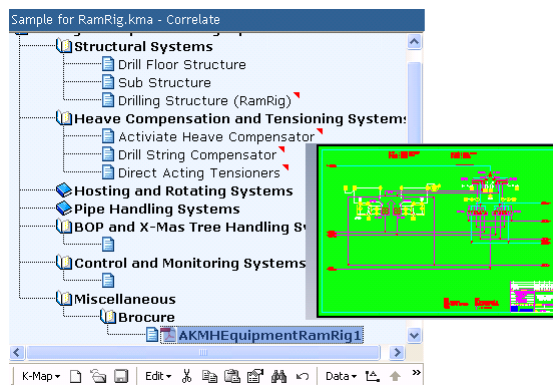 Sample for RamRig.kma - Correlate
Structural Systems
Drill Floor Structure
Sub Structure
Drilling Structure (RamRig)
Heave Compensation and Tensioning Systems
Activiate Heave Compensator
Drill String Compensator
Direct Acting Tensioners
Hosting and Rotating Systems
Pipe Handling Systems
BOP and X-Mas Tree Handling
Control and Monitoring Systems
Miscellaneous
Brocure
AKMHEquipmentRamRig1
K-Map Edit Data »